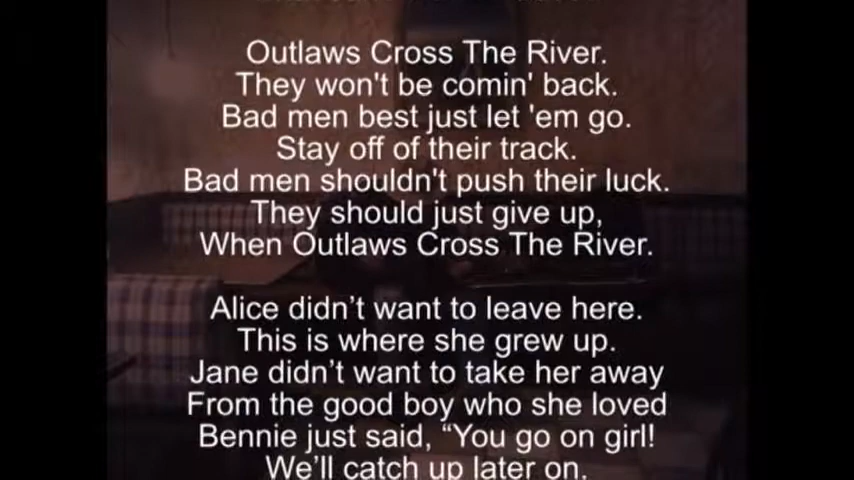 Outlaws Cross The River.
They won't be comin' back.
Bad men best just let 'em go.
Stay off of their track.
Bad men shouldn't push their luck.
They should just give up,
When Outlaws Cross The River.
Alice didn’t want to leave here.
This is where she grew up.
Jane didn’t want to take her away
From the good boy who she loved
Bennie just said, “You go on girl!
We’ll catch up later on.